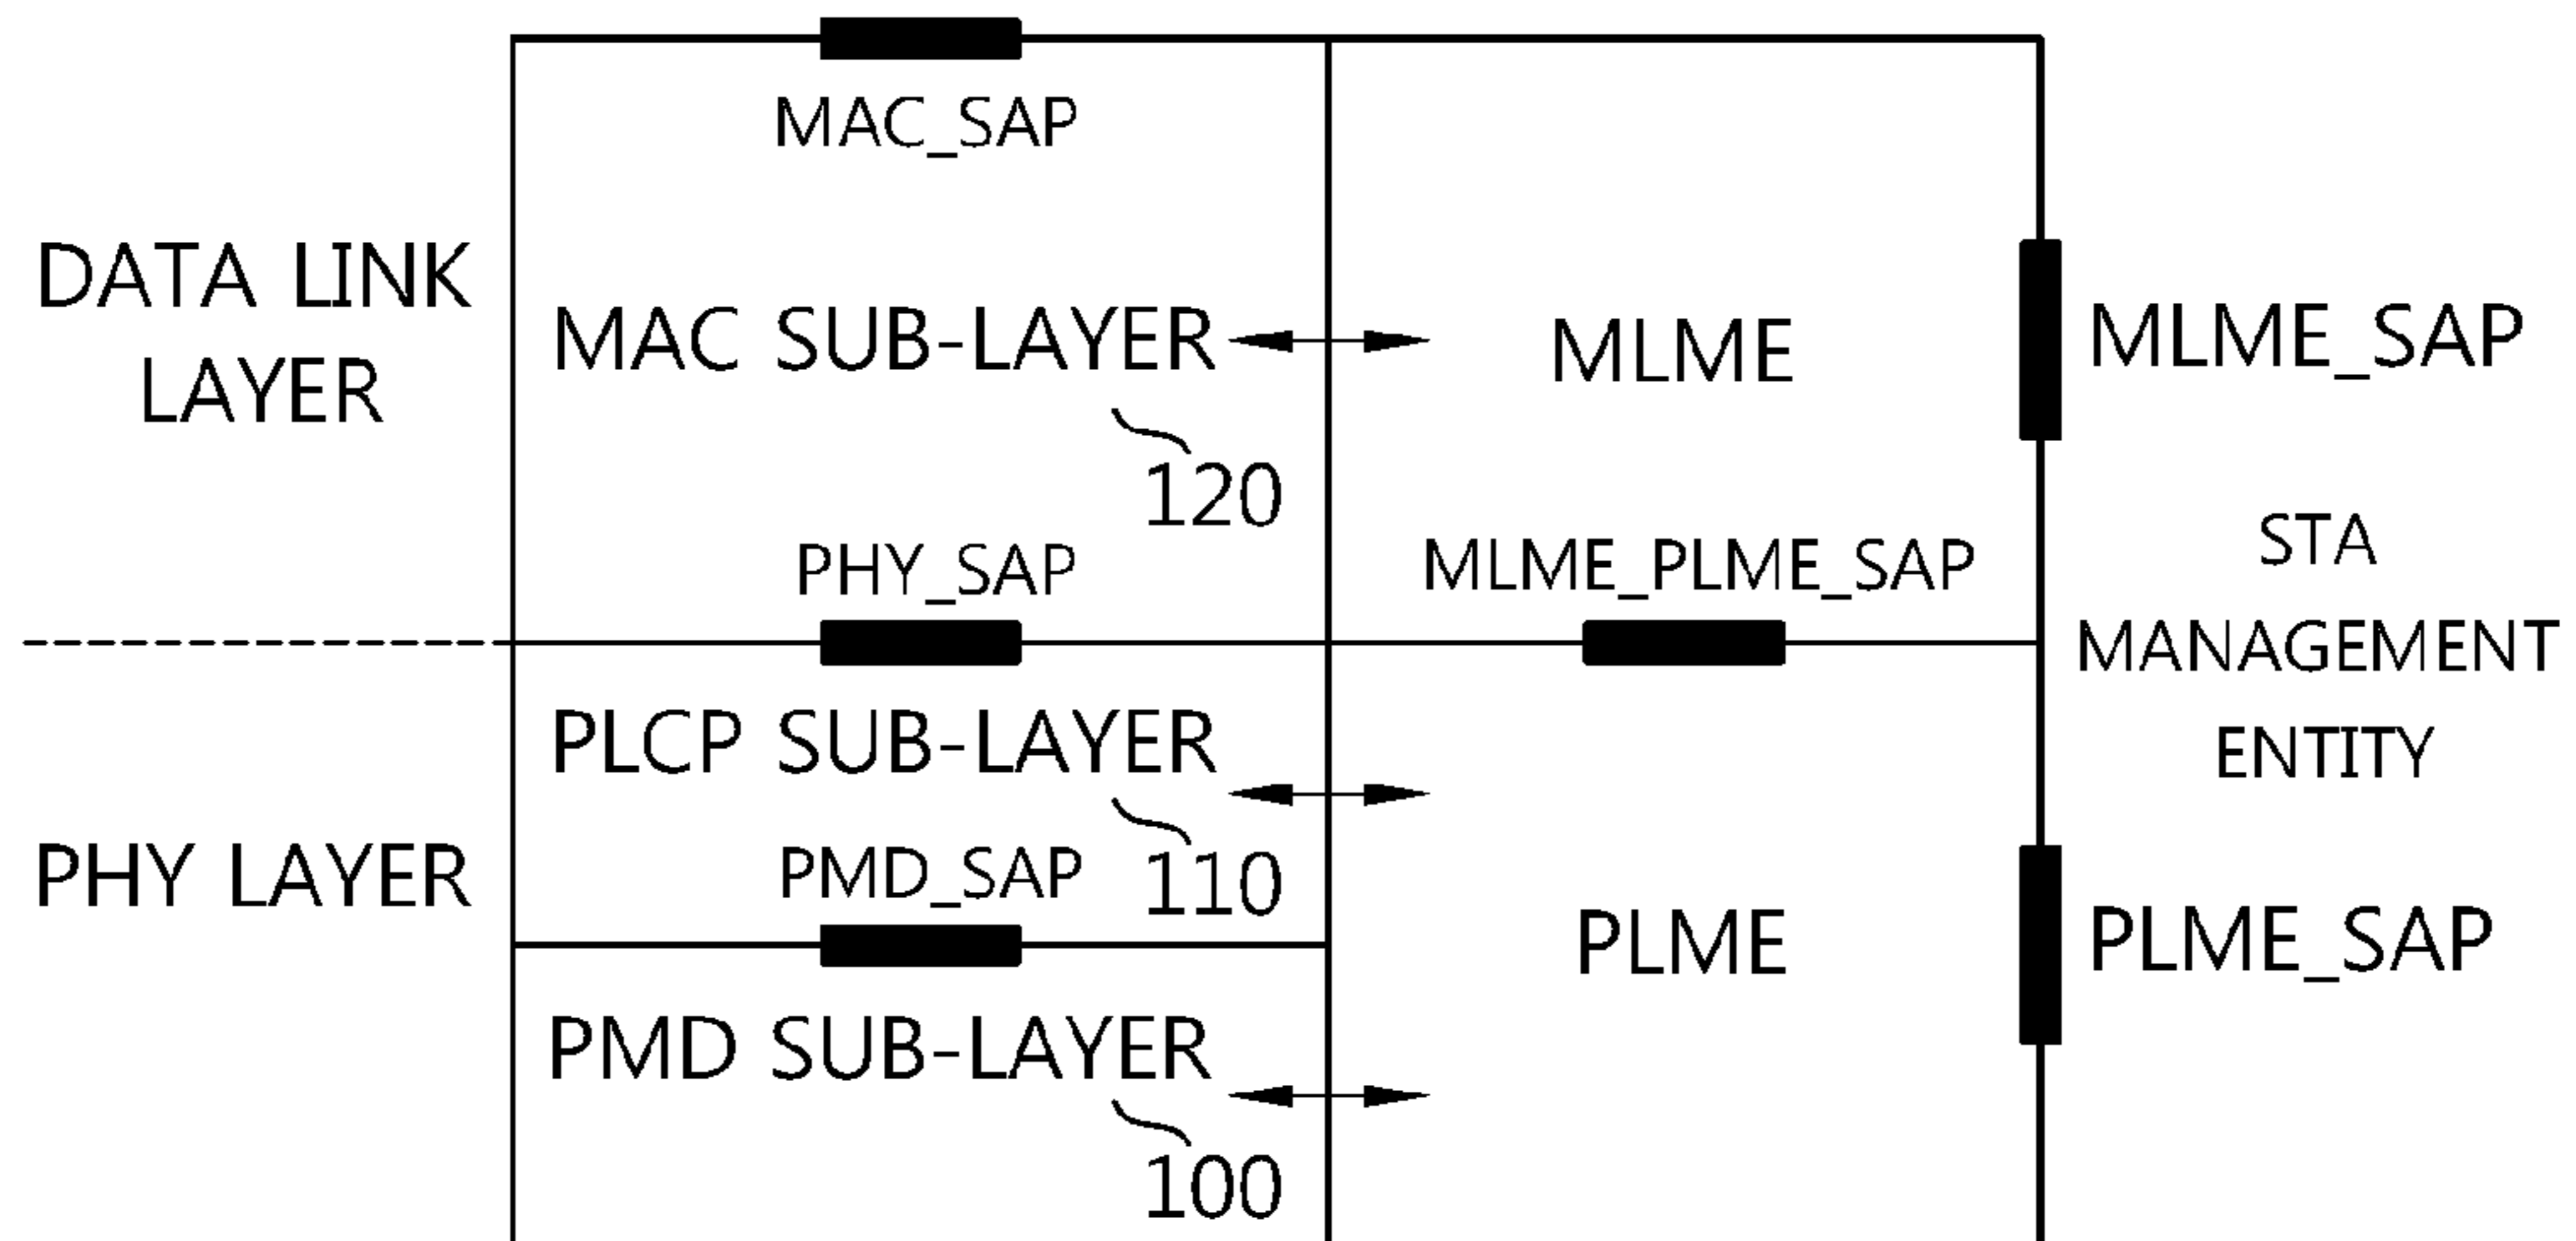 MAC_SAP
DATA LINK
LAYER
MAC SUB-LAYER
120
MLME
MLME_SAP
PHY_SAP
MLME_PLME_SAP
STA
MANAGEMENT
ENTITY
PHY LAYER
PLCP SUB-LAYER
110
PMD_SAP
PLME
PLME_SAP
PMD SUB-LAYER
100